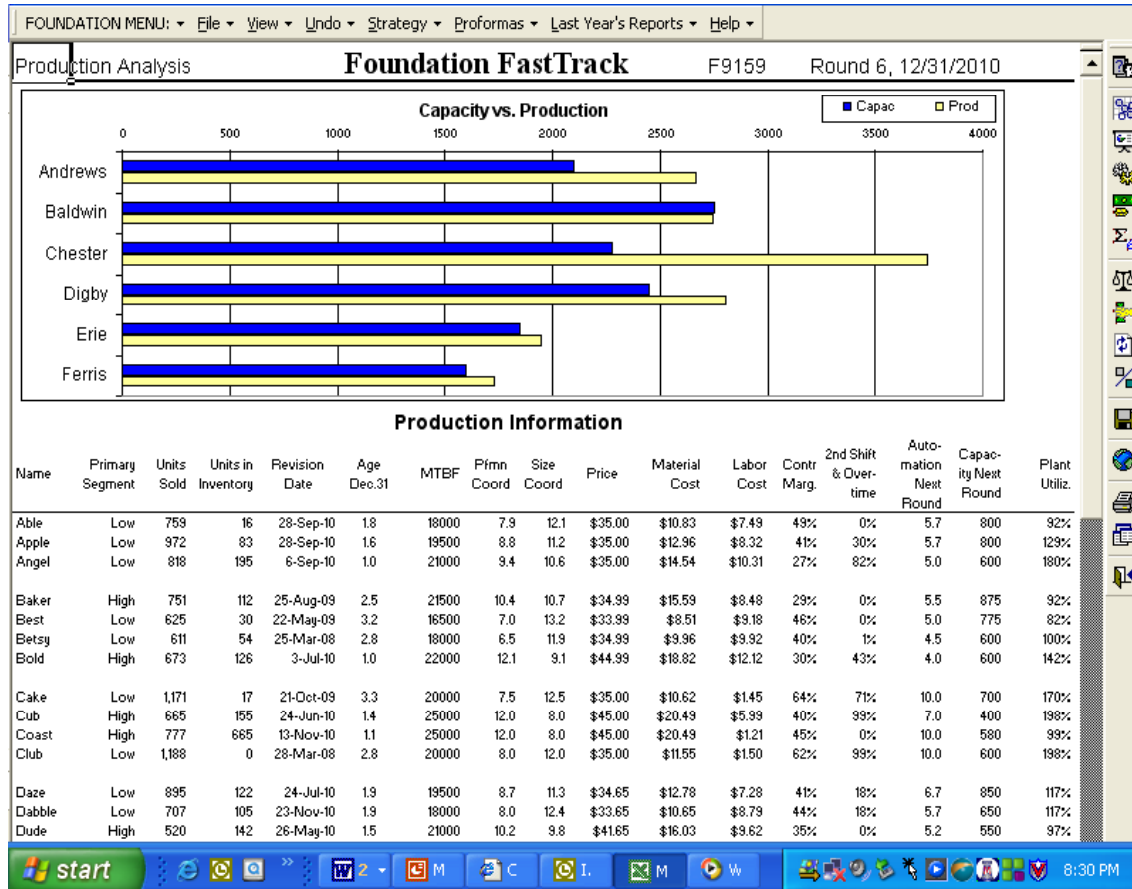 FOUNDATION MENU: File View Undo Strategy Proformas Last Year's Reports Help
Production Analysis Foundation FastTrack F9159 Round 6, 12/31/2010
Capacity vs. Production
Capac Prod
0 500 1000 1500 2000 2500 3000 3500 4000
Andrews
Baldwin
Chester
Digby
Erie
Ferris
Production Information
Name Primary Segment Units Sold Units in Inventory Revision Date Age Dec.31 MTBF Pfmn Coord Size Coord Price Material Cost Labor Cost Contr Marg. 2nd Shift & Over-time Auto-mation Next Round Capac-ity Next Round Plant Utiliz.
Able Low 759 16 28-Sep-10 1.8 18000 7.9 12.1 $35.00 $10.83 $7.49 49% 0% 5.7 800 92%
Apple Low 972 83 28-Sep-10 1.6 19500 8.8 11.2 $35.00 $12.96 $8.32 41% 30% 5.7 800 129%
Angel Low 818 195 6-Sep-10 1.0 21000 9.4 10.6 $35.00 $14.54 $10.31 27% 82% 5.0 600 180%
Baker High 751 112 25-Aug-09 2.5 21500 10.4 10.7 $34.99 $15.59 $8.48 29% 0% 5.5 875 92%
Best Low 625 30 22-May-09 3.2 16500 7.0 13.2 $33.99 $8.51 $9.18 46% 0% 5.0 775 82%
Betsy Low 611 54 25-Mar-08 2.8 18000 6.5 11.9 $34.99 $9.96 $9.92 40% 1% 4.5 600 100%
Bold High 673 126 3-Jul-10 1.0 22000 12.1 9.1 $44.99 $18.82 $12.12 30% 43% 4.0 600 142%
Cake Low 1,171 17 21-Oct-09 3.3 20000 7.5 12.5 $35.00 $10.62 $1.45 64% 71% 10.0 700 170%
Cub High 665 155 24-Jun-10 1.4 25000 12.0 8.0 $45.00 $20.49 $5.99 40% 99% 7.0 400 198%
Coast High 777 665 13-Nov-10 1.1 25000 12.0 8.0 $45.00 $20.49 $1.21 45% 0% 10.0 580 99%
Club Low 1,188 0 28-Mar-08 2.8 20000 8.0 12.0 $35.00 $11.55 $1.50 62% 99% 10.0 600 198%
Daze Low 895 122 24-Jul-10 1.9 19500 8.7 11.3 $34.65 $12.78 $7.28 41% 18% 6.7 850 117%
Dabble Low 707 105 23-Nov-10 1.9 18000 8.0 12.4 $33.65 $10.65 $8.79 44% 18% 5.7 650 117%
Dude High 520 142 26-May-10 1.5 21000 10.2 9.8 $41.65 $16.03 $9.62 35% 0% 5.2 550 97%
start 2 M C I. M W 8:30 PM